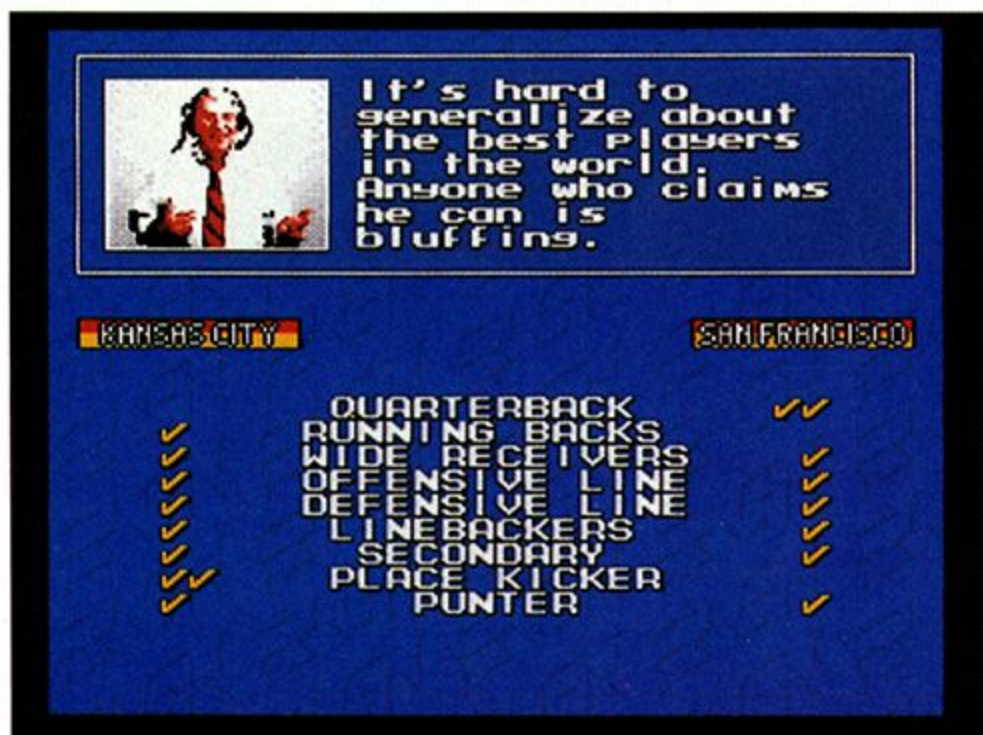 It's hard to
generalize about
the best players
in the world.
Anyone who claims
he can is
bluffing.
KANSAS CITY
SAN FRANCISCO
QUARTERBACK ✓✓
✓ RUNNING BACKS
✓ WIDE RECEIVERS ✓
✓ OFFENSIVE LINE ✓
✓ DEFENSIVE LINE ✓
✓ LINEBACKERS ✓
✓ SECONDARY ✓
✓✓ PLACE KICKER
✓ PUNTER ✓